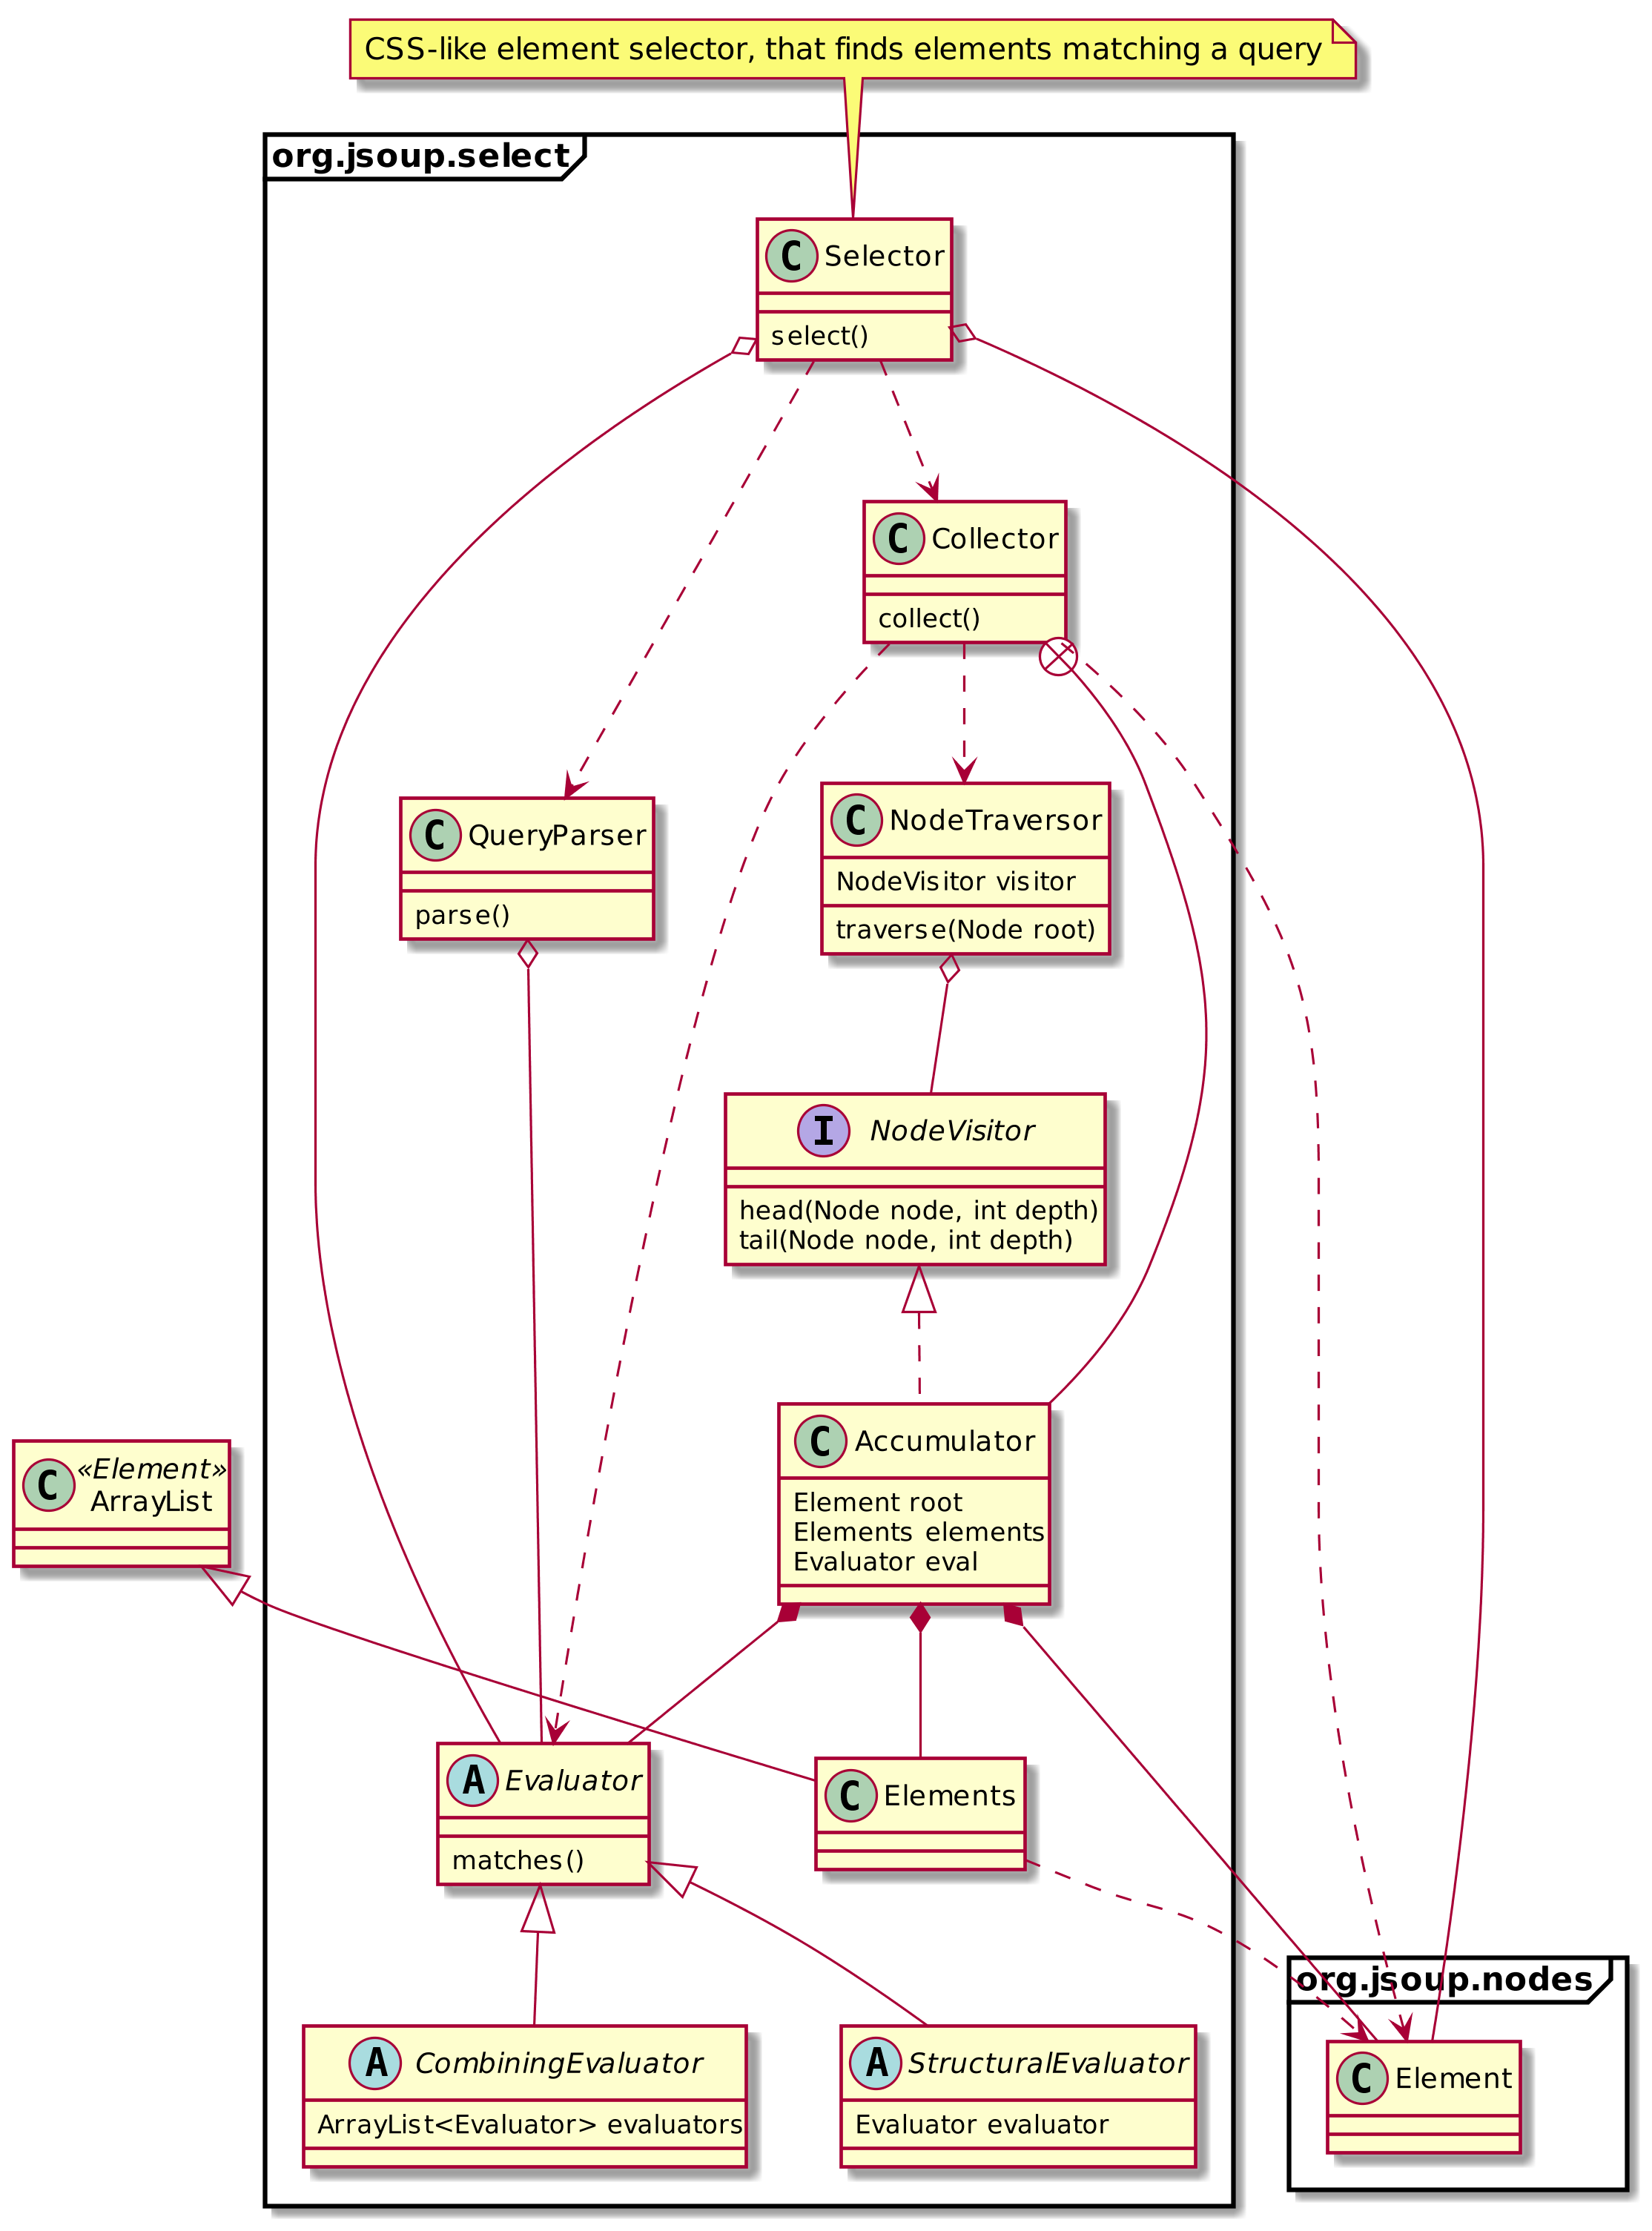 CSS-like element selector, that finds elements matching a query
org.jsoup.select
C Selector
select()
C Collector
collect()
C QueryParser
parse()
C NodeTraversor
NodeVisitor visitor
traverse(Node root)
I NodeVisitor
head(Node node, int depth)
tail(Node node, int depth)
C Accumulator
Element root
Elements elements
Evaluator eval
C «Element»
ArrayList
A Evaluator
matches()
C Elements
A CombiningEvaluator
ArrayList<Evaluator> evaluators
A StructuralEvaluator
Evaluator evaluator
org.jsoup.nodes
C Element